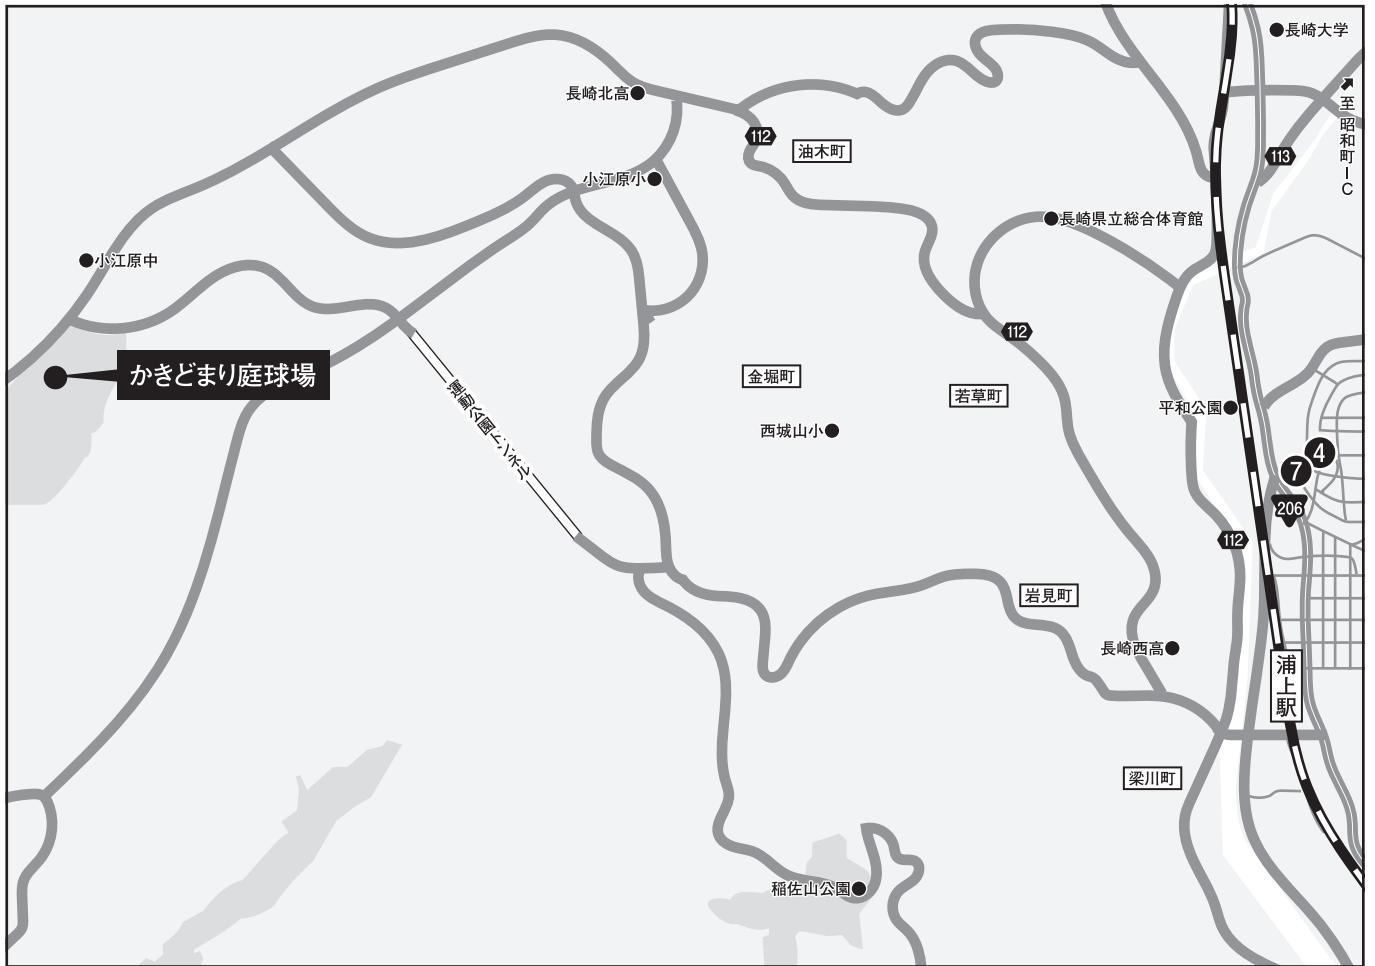 長崎大学
至 昭和町IC
長崎北高
112
油木町
113
小江原小
長崎県立総合体育館
小江原中
112
かきどまり庭球場
金堀町
若草町
運動公園トンネル
平和公園
西城山小
4
7
206
112
岩見町
長崎西高
浦上駅
梁川町
稲佐山公園